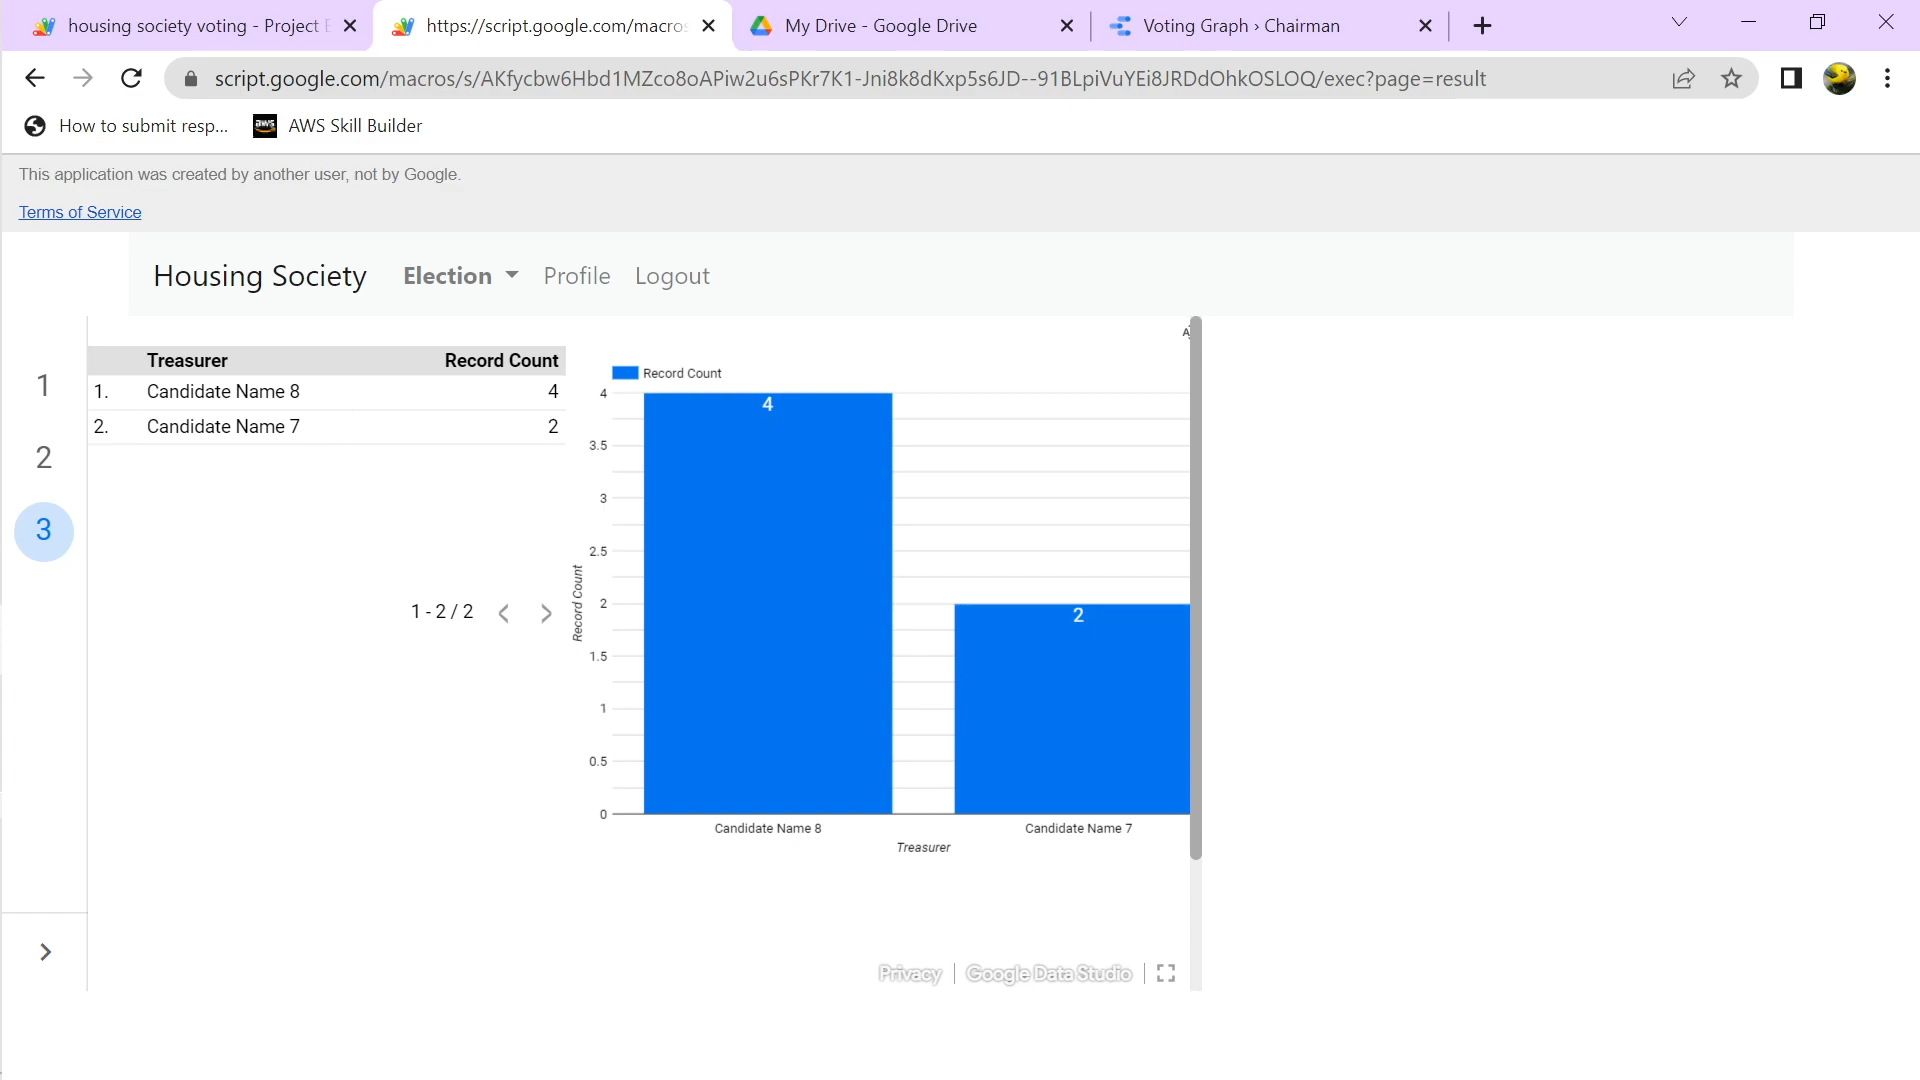 housing society voting - Project
https://script.google.com/macros
My Drive - Google Drive
Voting Graph › Chairman
script.google.com/macros/s/AKfycbw6Hbd1MZco8oAPiw2u6sPKr7K1-Jni8k8dKxp5s6JD--91BLpiVuYEi8JRDdOhkOSLOQ/exec?page=result
How to submit resp...
aws
AWS Skill Builder
This application was created by another user, not by Google.
Terms of Service
Housing Society
Election
Profile
Logout
1
2
3
Treasurer Record Count
1. Candidate Name 8 4
2. Candidate Name 7 2
1 - 2 / 2
Record Count
4
3.5
3
2.5
2
1.5
1
0.5
0
Record Count
4
2
Candidate Name 8
Candidate Name 7
Treasurer
Privacy
Google Data Studio